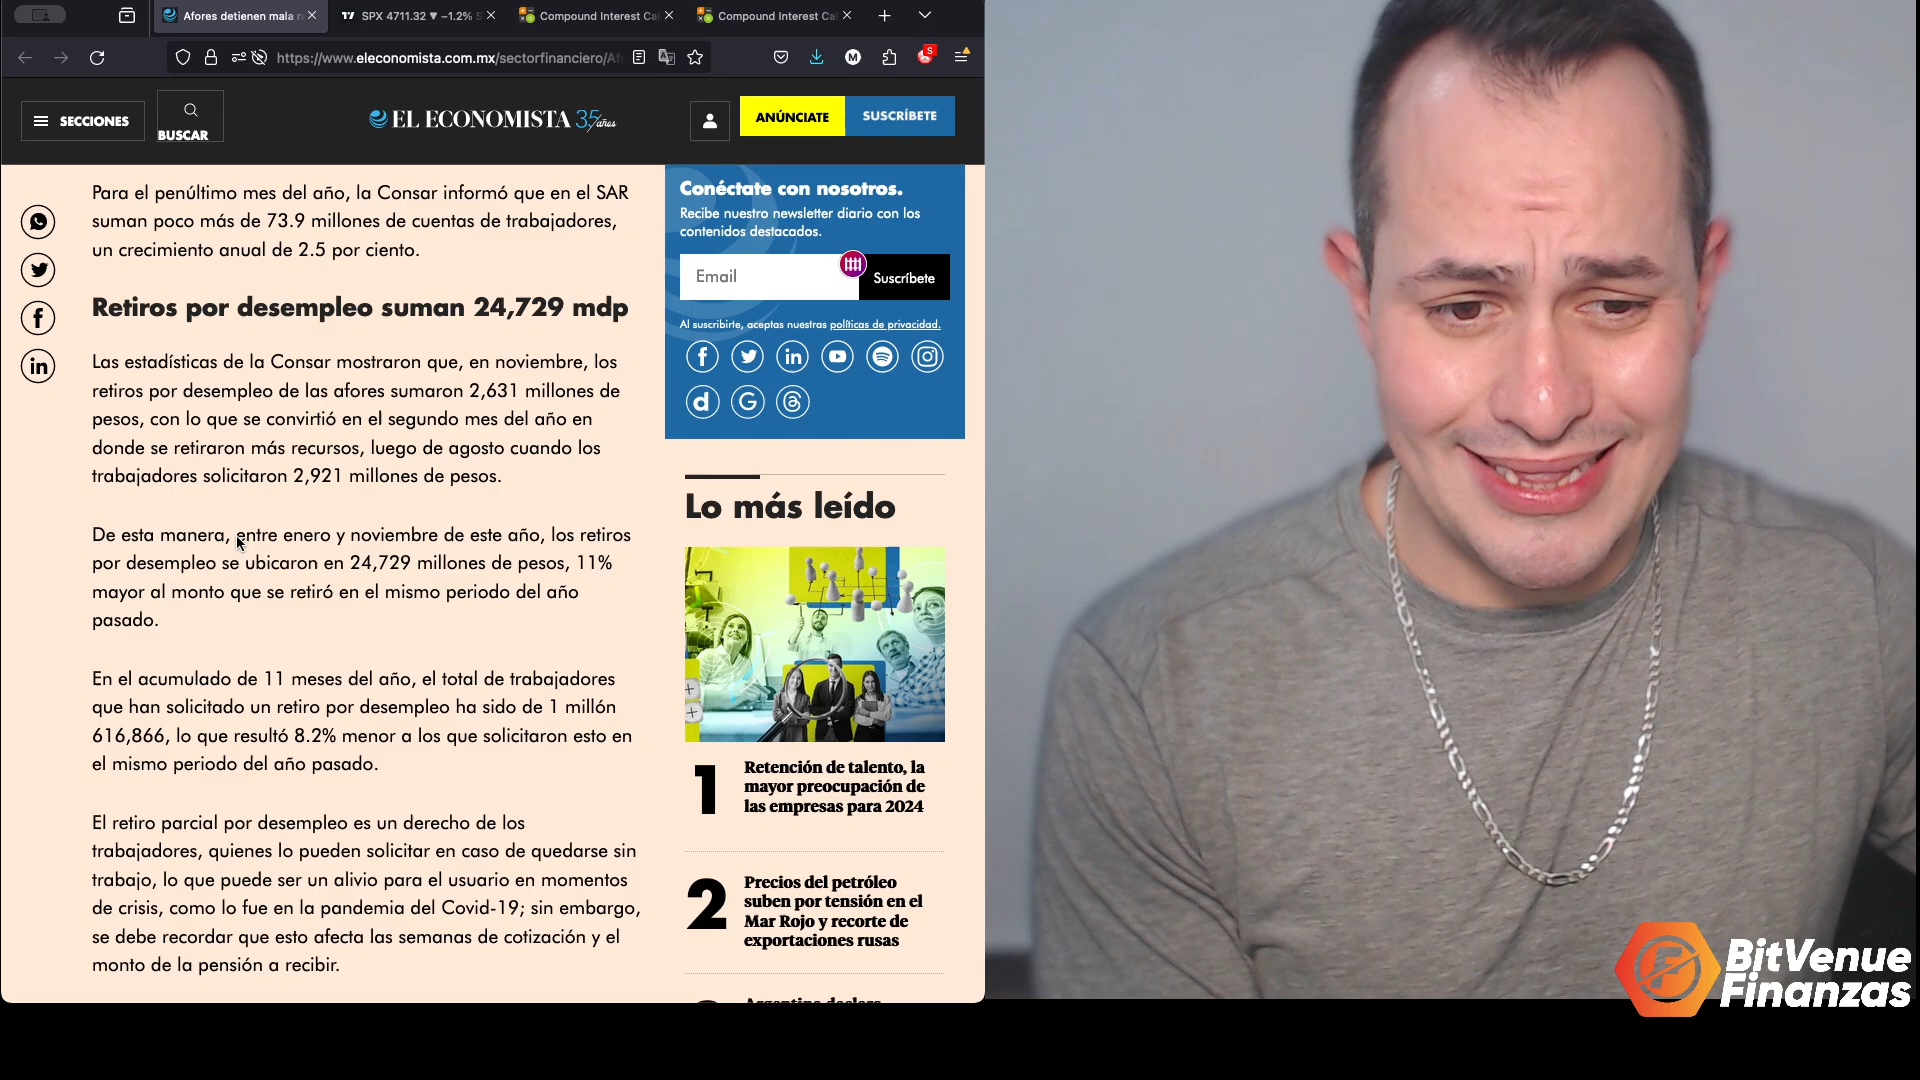 Afores detienen mala r
SPX 4711.32 ▼ −1.2% S
Compound Interest Ca
Compound Interest Cal
https://www.eleconomista.com.mx/sectorfinanciero/Af
M
S
SECCIONES
BUSCAR
EL ECONOMISTA 35 años
ANÚNCIATE
SUSCRÍBETE
Para el penúltimo mes del año, la Consar informó que en el SAR
suman poco más de 73.9 millones de cuentas de trabajadores,
un crecimiento anual de 2.5 por ciento.
Retiros por desempleo suman 24,729 mdp
Las estadísticas de la Consar mostraron que, en noviembre, los
retiros por desempleo de las afores sumaron 2,631 millones de
pesos, con lo que se convirtió en el segundo mes del año en
donde se retiraron más recursos, luego de agosto cuando los
trabajadores solicitaron 2,921 millones de pesos.
De esta manera, entre enero y noviembre de este año, los retiros
por desempleo se ubicaron en 24,729 millones de pesos, 11%
mayor al monto que se retiró en el mismo periodo del año
pasado.
En el acumulado de 11 meses del año, el total de trabajadores
que han solicitado un retiro por desempleo ha sido de 1 millón
616,866, lo que resultó 8.2% menor a los que solicitaron esto en
el mismo periodo del año pasado.
El retiro parcial por desempleo es un derecho de los
trabajadores, quienes lo pueden solicitar en caso de quedarse sin
trabajo, lo que puede ser un alivio para el usuario en momentos
de crisis, como lo fue en la pandemia del Covid-19; sin embargo,
se debe recordar que esto afecta las semanas de cotización y el
monto de la pensión a recibir.
Conéctate con nosotros.
Recibe nuestro newsletter diario con los
contenidos destacados.
Email
Suscríbete
Al suscribirte, aceptas nuestras políticas de privacidad.
Lo más leído
1
Retención de talento, la
mayor preocupación de
las empresas para 2024
2
Precios del petróleo
suben por tensión en el
Mar Rojo y recorte de
exportaciones rusas
BitVenue
Finanzas